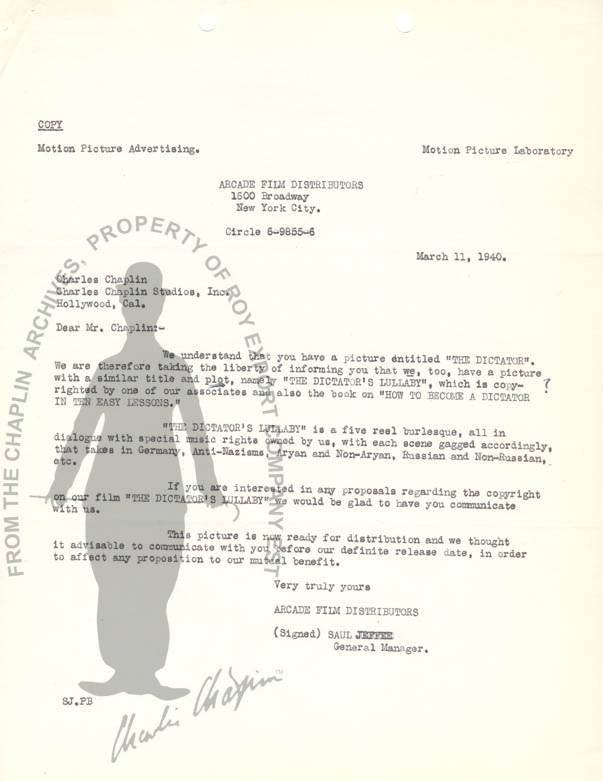 COPY
Motion Picture Advertising. Motion Picture Laboratory
ARCADE FILM DISTRIBUTORS
1600 Broadway
New York City.
Circle 6-9855-6
March 11, 1940.
Charles Chaplin
Charles Chaplin Studios, Inc.
Hollywood, Cal.
Dear Mr. Chaplin:-
We understand that you have a picture entitled "THE DICTATOR".
We are therefore taking the liberty of informing you that we, too, have a picture
with a similar title and plot, namely "THE DICTATOR'S LULLABY", which is copy- ?
righted by one of our associates and also the book on "HOW TO BECOME A DICTATOR
IN TEN EASY LESSONS."
"THE DICTATOR'S LULLABY" is a five reel burlesque, all in
dialogue with special music rights owned by us, with each scene gagged accordingly,
that takes in Germany, Anti-Nazisms, Aryan and Non-Aryan, Russian and Non-Russian,
etc.
If you are interested in any proposals regarding the copyright
on our film "THE DICTATOR'S LULLABY" we would be glad to have you communicate
with us.
This picture is now ready for distribution and we thought
it advisable to communicate with you before our definite release date, in order
to affect any proposition to our mutual benefit.
Very truly yours
ARCADE FILM DISTRIBUTORS
(Signed) SAUL JEFFEE
General Manager.
SJ.PB
FROM THE CHAPLIN ARCHIVES, PROPERTY OF ROY EXPORT COMPANY EST
Charlie Chaplin™